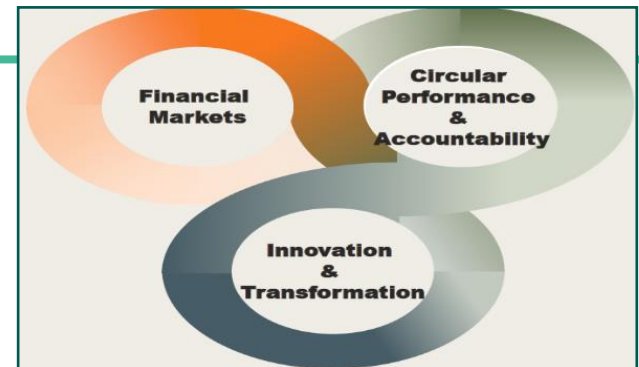 Financial
Markets
Circular
Performance
&
Accountability
Innovation
&
Transformation